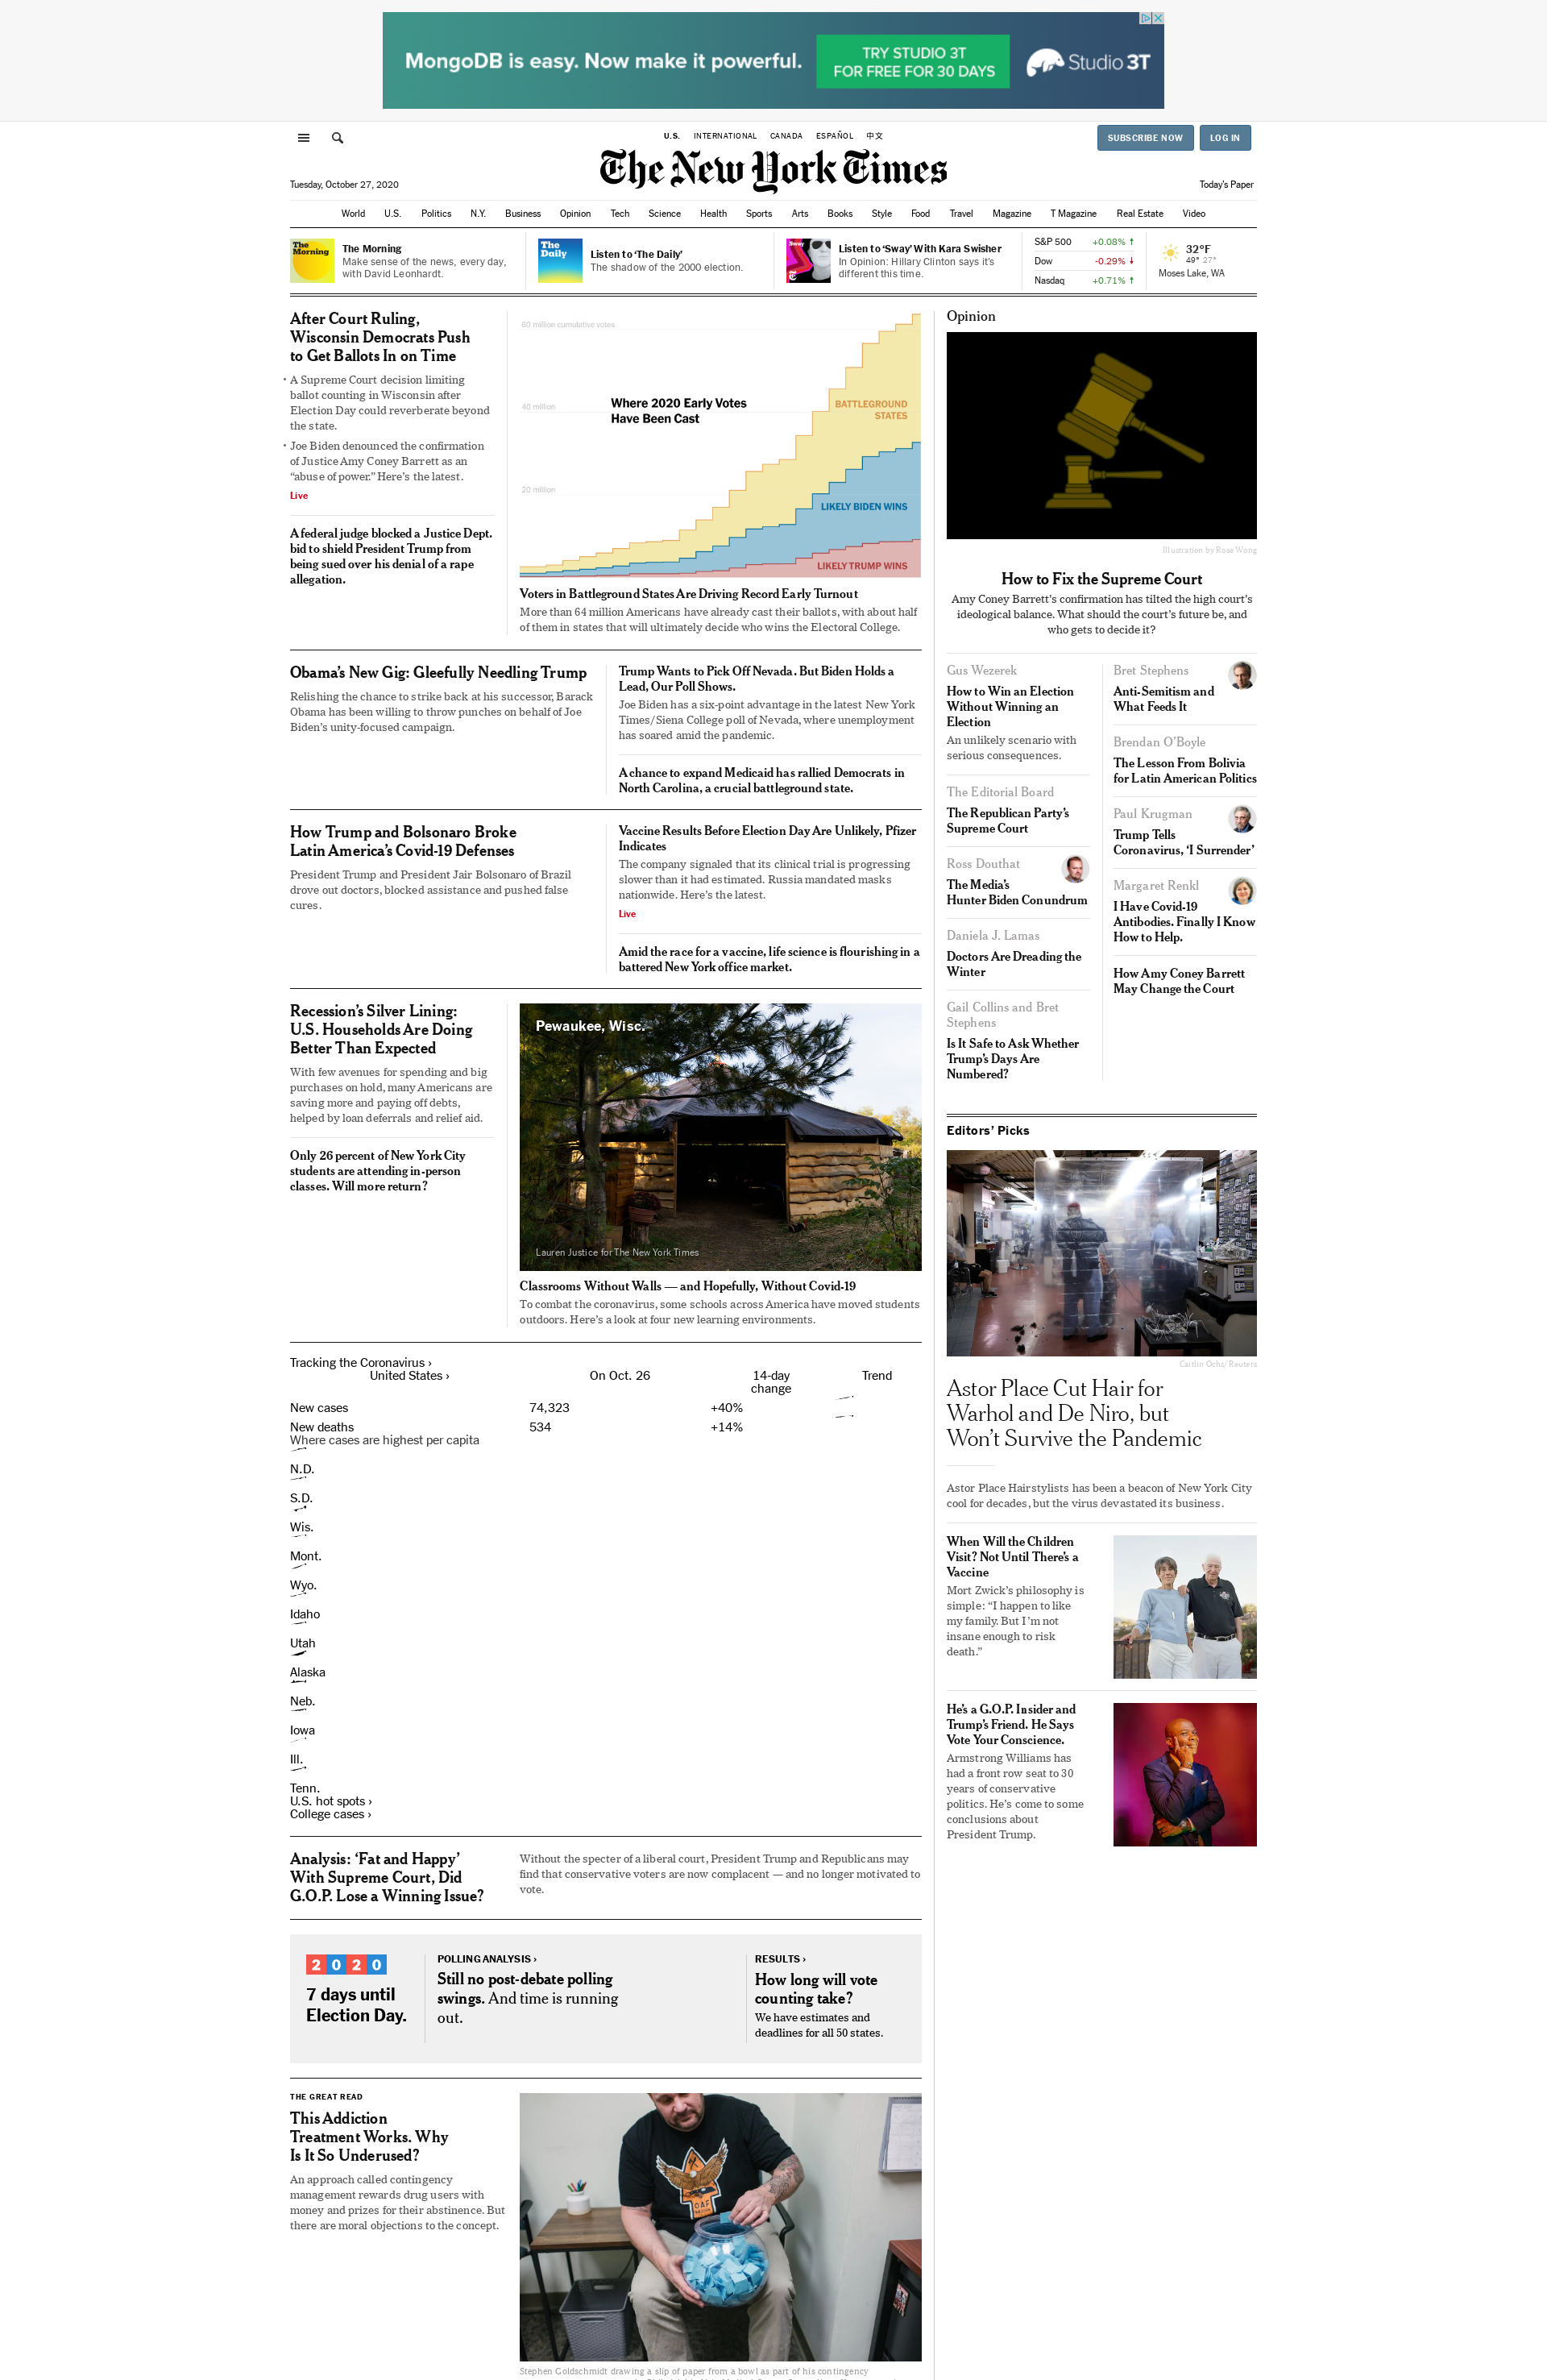 MongoDB is easy. Now make it powerful.
TRY STUDIO 3T
FOR FREE FOR 30 DAYS
Studio 3T
U.S. INTERNATIONAL CANADA ESPAÑOL 中文
SUBSCRIBE NOW
LOG IN
The New York Times
Tuesday, October 27, 2020
Today's Paper
World U.S. Politics N.Y. Business Opinion Tech Science Health Sports Arts Books Style Food Travel Magazine T Magazine Real Estate Video
The Morning
The Morning
Make sense of the news, every day,
with David Leonhardt.
The Daily
Listen to ‘The Daily’
The shadow of the 2000 election.
Sway
Listen to ‘Sway’ With Kara Swisher
In Opinion: Hillary Clinton says it's
different this time.
S&P 500 +0.08% ↑
Dow -0.29% ↓
Nasdaq +0.71% ↑
32°F
49° 27°
Moses Lake, WA
After Court Ruling,
Wisconsin Democrats Push
to Get Ballots In on Time
• A Supreme Court decision limiting
ballot counting in Wisconsin after
Election Day could reverberate beyond
the state.
• Joe Biden denounced the confirmation
of Justice Amy Coney Barrett as an
“abuse of power.” Here’s the latest.
Live
A federal judge blocked a Justice Dept.
bid to shield President Trump from
being sued over his denial of a rape
allegation.
60 million cumulative votes
Where 2020 Early Votes
Have Been Cast
40 million
BATTLEGROUND
STATES
20 million
LIKELY BIDEN WINS
LIKELY TRUMP WINS
Voters in Battleground States Are Driving Record Early Turnout
More than 64 million Americans have already cast their ballots, with about half
of them in states that will ultimately decide who wins the Electoral College.
Obama’s New Gig: Gleefully Needling Trump
Relishing the chance to strike back at his successor, Barack
Obama has been willing to throw punches on behalf of Joe
Biden’s unity-focused campaign.
Trump Wants to Pick Off Nevada. But Biden Holds a
Lead, Our Poll Shows.
Joe Biden has a six-point advantage in the latest New York
Times/Siena College poll of Nevada, where unemployment
has soared amid the pandemic.
A chance to expand Medicaid has rallied Democrats in
North Carolina, a crucial battleground state.
How Trump and Bolsonaro Broke
Latin America’s Covid-19 Defenses
President Trump and President Jair Bolsonaro of Brazil
drove out doctors, blocked assistance and pushed false
cures.
Vaccine Results Before Election Day Are Unlikely, Pfizer
Indicates
The company signaled that its clinical trial is progressing
slower than it had estimated. Russia mandated masks
nationwide. Here’s the latest.
Live
Amid the race for a vaccine, life science is flourishing in a
battered New York office market.
Recession’s Silver Lining:
U.S. Households Are Doing
Better Than Expected
With few avenues for spending and big
purchases on hold, many Americans are
saving more and paying off debts,
helped by loan deferrals and relief aid.
Only 26 percent of New York City
students are attending in-person
classes. Will more return?
Pewaukee, Wisc.
Lauren Justice for The New York Times
Classrooms Without Walls — and Hopefully, Without Covid-19
To combat the coronavirus, some schools across America have moved students
outdoors. Here’s a look at four new learning environments.
Tracking the Coronavirus ›
United States › On Oct. 26 14-day
change Trend
New cases 74,323 +40%
New deaths 534 +14%
Where cases are highest per capita
N.D.
S.D.
Wis.
Mont.
Wyo.
Idaho
Utah
Alaska
Neb.
Iowa
Ill.
Tenn.
U.S. hot spots ›
College cases ›
Analysis: ‘Fat and Happy’
With Supreme Court, Did
G.O.P. Lose a Winning Issue?
Without the specter of a liberal court, President Trump and Republicans may
find that conservative voters are now complacent — and no longer motivated to
vote.
2020
7 days until
Election Day.
POLLING ANALYSIS ›
Still no post-debate polling
swings. And time is running
out.
RESULTS ›
How long will vote
counting take?
We have estimates and
deadlines for all 50 states.
THE GREAT READ
This Addiction
Treatment Works. Why
Is It So Underused?
An approach called contingency
management rewards drug users with
money and prizes for their abstinence. But
there are moral objections to the concept.
Stephen Goldschmidt drawing a slip of paper from a bowl as part of his contingency
Opinion
Illustration by Rose Wong
How to Fix the Supreme Court
Amy Coney Barrett’s confirmation has tilted the high court’s
ideological balance. What should the court’s future be, and
who gets to decide it?
Gus Wezerek
How to Win an Election
Without Winning an
Election
An unlikely scenario with
serious consequences.
The Editorial Board
The Republican Party’s
Supreme Court
Ross Douthat
The Media’s
Hunter Biden Conundrum
Daniela J. Lamas
Doctors Are Dreading the
Winter
Gail Collins and Bret
Stephens
Is It Safe to Ask Whether
Trump’s Days Are
Numbered?
Bret Stephens
Anti-Semitism and
What Feeds It
Brendan O’Boyle
The Lesson From Bolivia
for Latin American Politics
Paul Krugman
Trump Tells
Coronavirus, ‘I Surrender’
Margaret Renkl
I Have Covid-19
Antibodies. Finally I Know
How to Help.
How Amy Coney Barrett
May Change the Court
Editors’ Picks
Caitlin Ochs/Reuters
Astor Place Cut Hair for
Warhol and De Niro, but
Won’t Survive the Pandemic
Astor Place Hairstylists has been a beacon of New York City
cool for decades, but the virus devastated its business.
When Will the Children
Visit? Not Until There’s a
Vaccine
Mort Zwick’s philosophy is
simple: “I happen to like
my family. But I’m not
insane enough to risk
death.”
He’s a G.O.P. Insider and
Trump’s Friend. He Says
Vote Your Conscience.
Armstrong Williams has
had a front row seat to 30
years of conservative
politics. He’s come to some
conclusions about
President Trump.